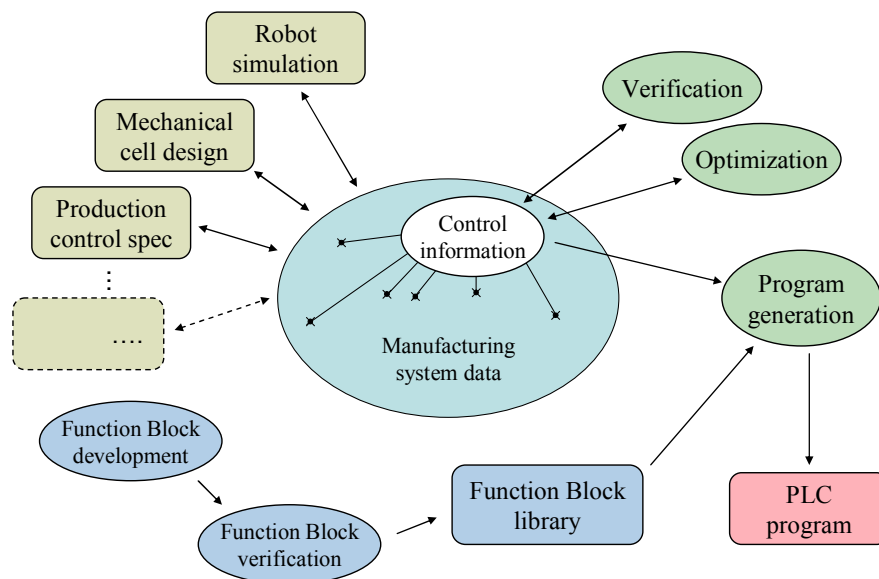 Robot
simulation
Mechanical
cell design
Production
control spec
⋮
....
Verification
Optimization
Control
information
Manufacturing
system data
Program
generation
Function Block
development
Function Block
verification
Function Block
library
PLC
program